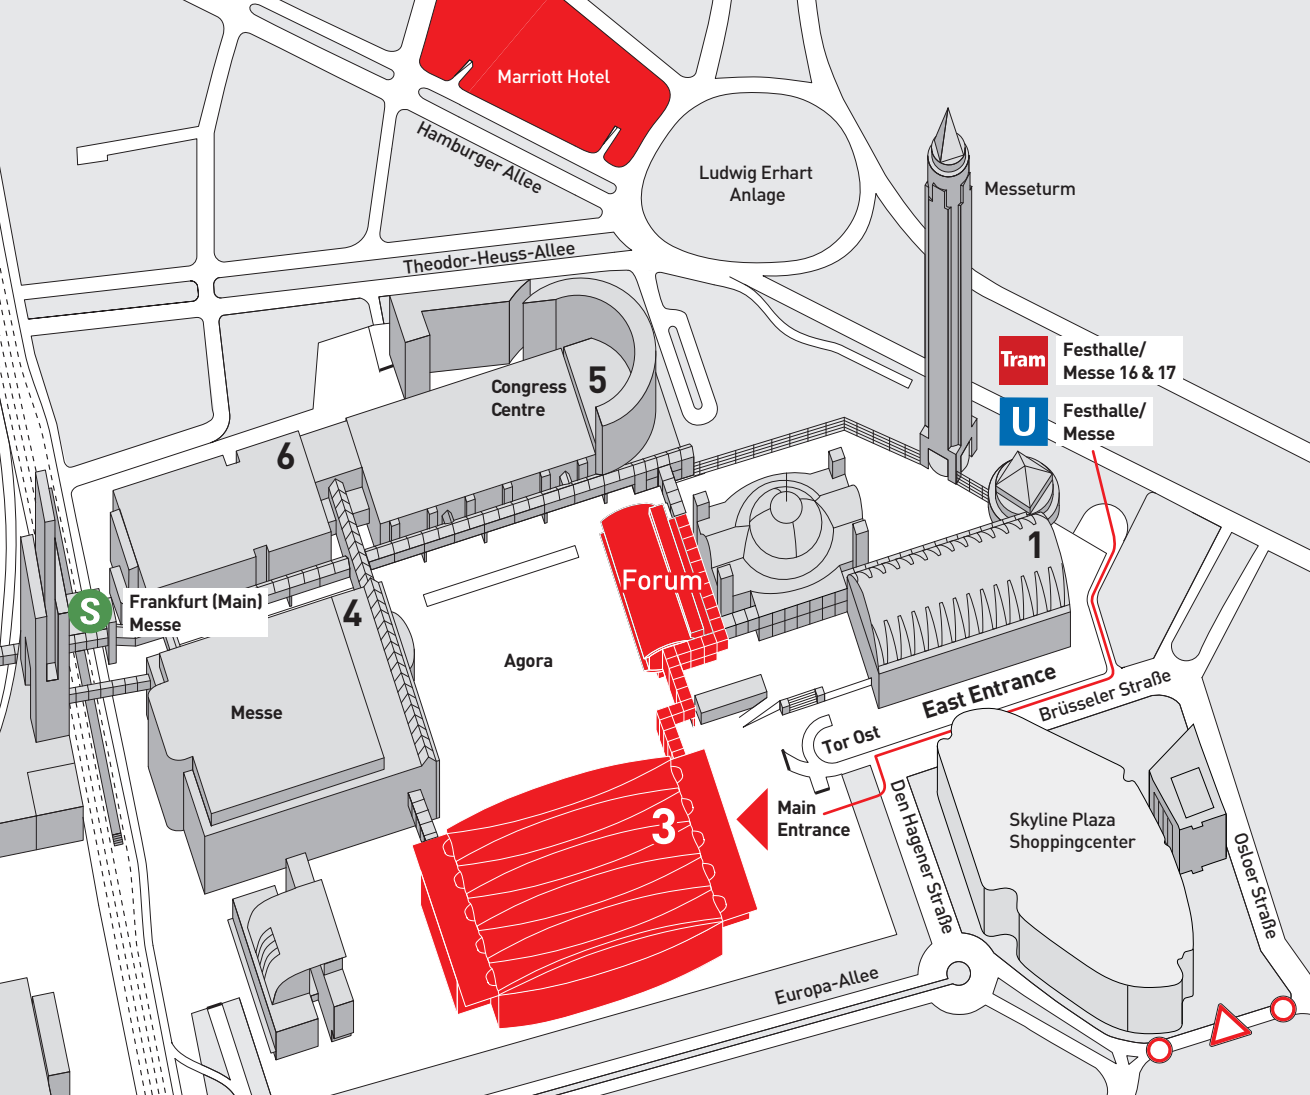 Marriott Hotel
Hamburger Allee
Ludwig Erhart
Anlage
Messeturm
Theodor-Heuss-Allee
Tram
Festhalle/
Messe 16 & 17
U
Festhalle/
Messe
Congress
Centre
5
6
1
S
Frankfurt (Main)
Messe
4
Forum
Agora
Messe
East Entrance
Brüsseler Straße
Tor Ost
3
Main
Entrance
Den Hagener Straße
Skyline Plaza
Shoppingcenter
Osloer Straße
Europa-Allee